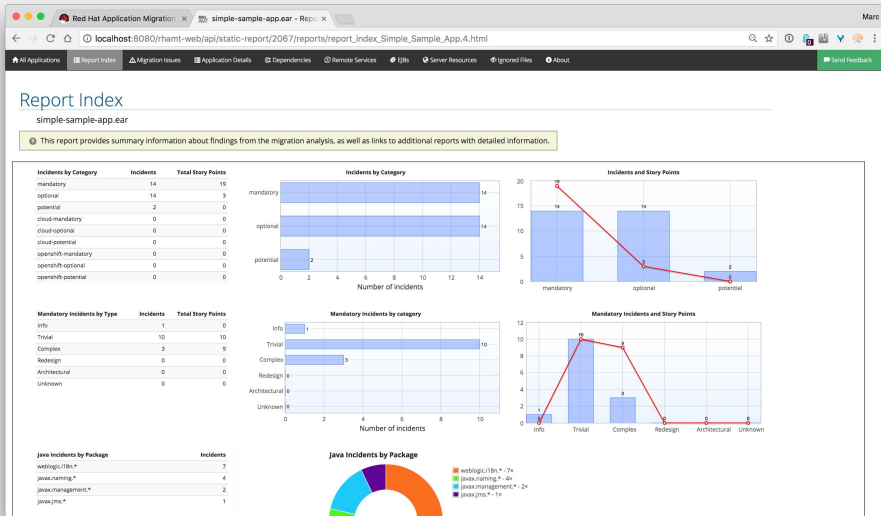 Red Hat Application Migration
simple-sample-app.ear - Repo
Marc
localhost:8080/rhamt-web/api/static-report/2067/reports/report_index_Simple_Sample_App.4.html
All Applications Report Index Migration Issues Application Details Dependencies Remote Services EJBs Server Resources Ignored Files About Send Feedback
Report Index
simple-sample-app.ear
This report provides summary information about findings from the migration analysis, as well as links to additional reports with detailed information.
Incidents by Category Incidents Total Story Points
mandatory 14 19
optional 14 3
potential 2 0
cloud-mandatory 0 0
cloud-optional 0 0
cloud-potential 0 0
openshift-mandatory 0 0
openshift-optional 0 0
openshift-potential 0 0
Incidents by Category
mandatory 14
optional 14
potential 2
0 2 4 6 8 10 12 14
Number of incidents
Incidents and Story Points
20
15
10
5
0
19
14 14 2
3 0
mandatory optional potential
Mandatory Incidents by Type Incidents Total Story Points
Info 1 0
Trivial 10 10
Complex 3 9
Redesign 0 0
Architectural 0 0
Unknown 0 0
Mandatory Incidents by category
Info 1
Trivial 10
Complex 3
Redesign 0
Architectural 0
Unknown 0
0 2 4 6 8 10
Number of incidents
Mandatory Incidents and Story Points
12
10
8
6
4
2
0
1 10 3
0 9 0 0 0
Info Trivial Complex Redesign Architectural Unknown
Java Incidents by Package Incidents
weblogic.i18n.* 7
javax.naming.* 4
javax.management.* 2
javax.jms.* 1
Java Incidents by Package
weblogic.i18n.* - 7×
javax.naming.* - 4×
javax.management.* - 2×
javax.jms.* - 1×